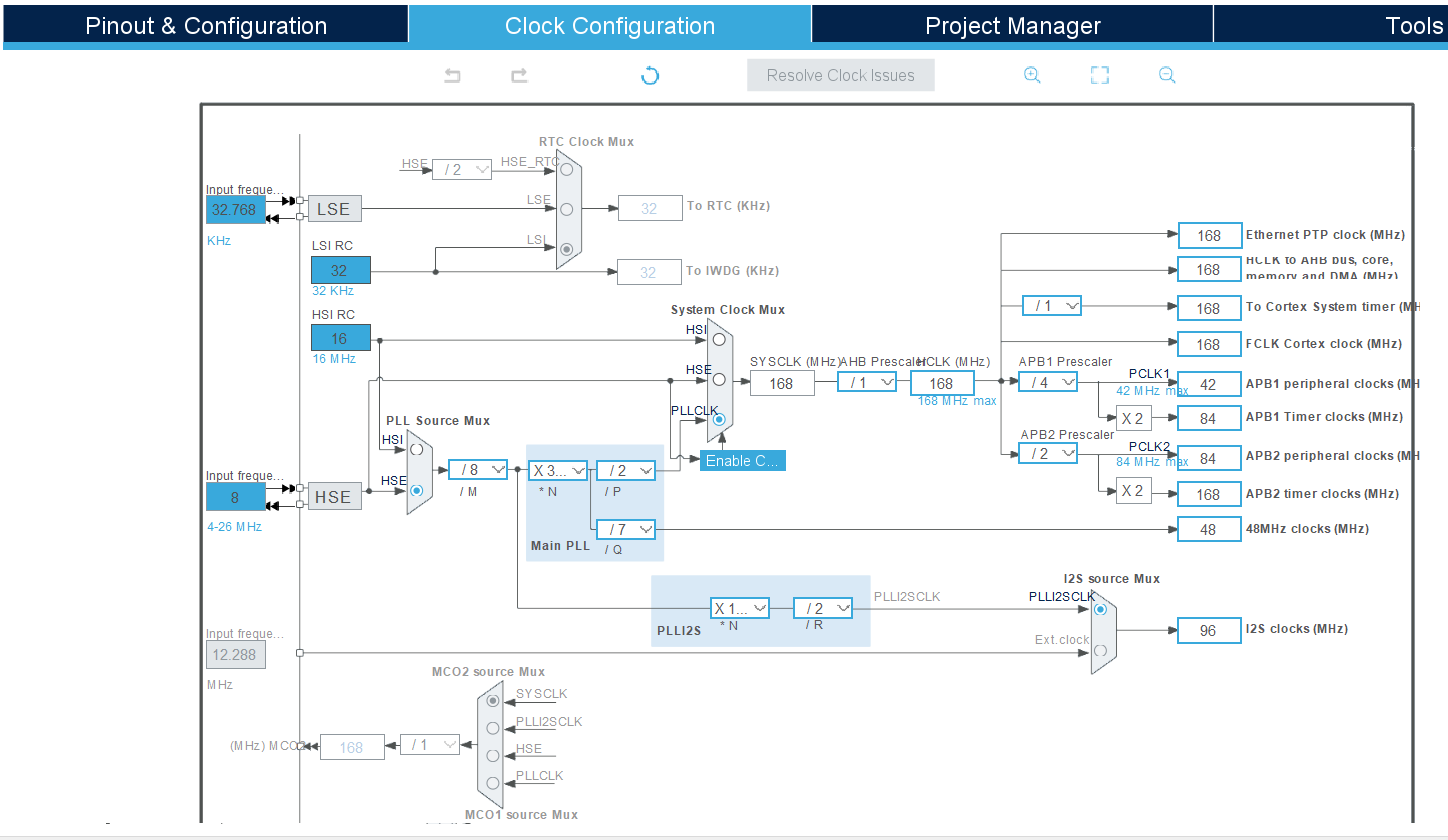 Pinout & Configuration
Clock Configuration
Project Manager
Tools
Resolve Clock Issues
RTC Clock Mux
HSE
/ 2
HSE_RTC
Input freque...
32.768
KHz
LSE
LSE
32
To RTC (KHz)
LSI RC
32
32 KHz
LSI
32
To IWDG (KHz)
HSI RC
16
16 MHz
System Clock Mux
HSI
HSE
PLLCLK
SYSCLK (MHz)
168
AHB Prescaler
/ 1
HCLK (MHz)
168
168 MHz max
Enable C...
168
Ethernet PTP clock (MHz)
168
HCLK to AHB bus, core,
memory and DMA (MHz)
/ 1
168
To Cortex System timer (MH
168
FCLK Cortex clock (MHz)
APB1 Prescaler
/ 4
PCLK1
42 MHz max
42
APB1 peripheral clocks (MH
X 2
84
APB1 Timer clocks (MHz)
APB2 Prescaler
/ 2
PCLK2
84 MHz max
84
APB2 peripheral clocks (MH
X 2
168
APB2 timer clocks (MHz)
PLL Source Mux
HSI
HSE
Input freque...
8
4-26 MHz
HSE
/ 8
/ M
X 3...
* N
/ 2
/ P
/ 7
/ Q
Main PLL
48
48MHz clocks (MHz)
X 1...
* N
/ 2
/ R
PLLI2S
PLLI2SCLK
I2S source Mux
PLLI2SCLK
Ext.clock
96
I2S clocks (MHz)
Input freque...
12.288
MHz
MCO2 source Mux
SYSCLK
PLLI2SCLK
HSE
PLLCLK
(MHz) MCO2
168
/ 1
MCO1 source Mux